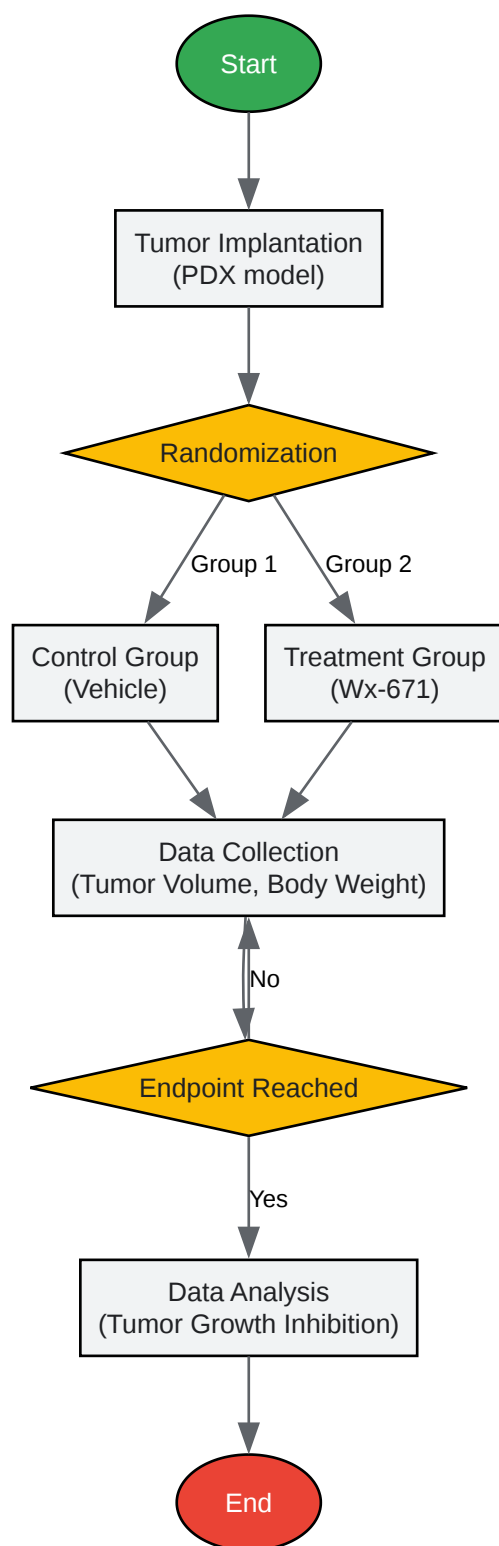 Start
Tumor Implantation
(PDX model)
Randomization
Group 1
Group 2
Control Group
(Vehicle)
Treatment Group
(Wx-671)
Data Collection
(Tumor Volume, Body Weight)
No
Endpoint Reached
Yes
Data Analysis
(Tumor Growth Inhibition)
End